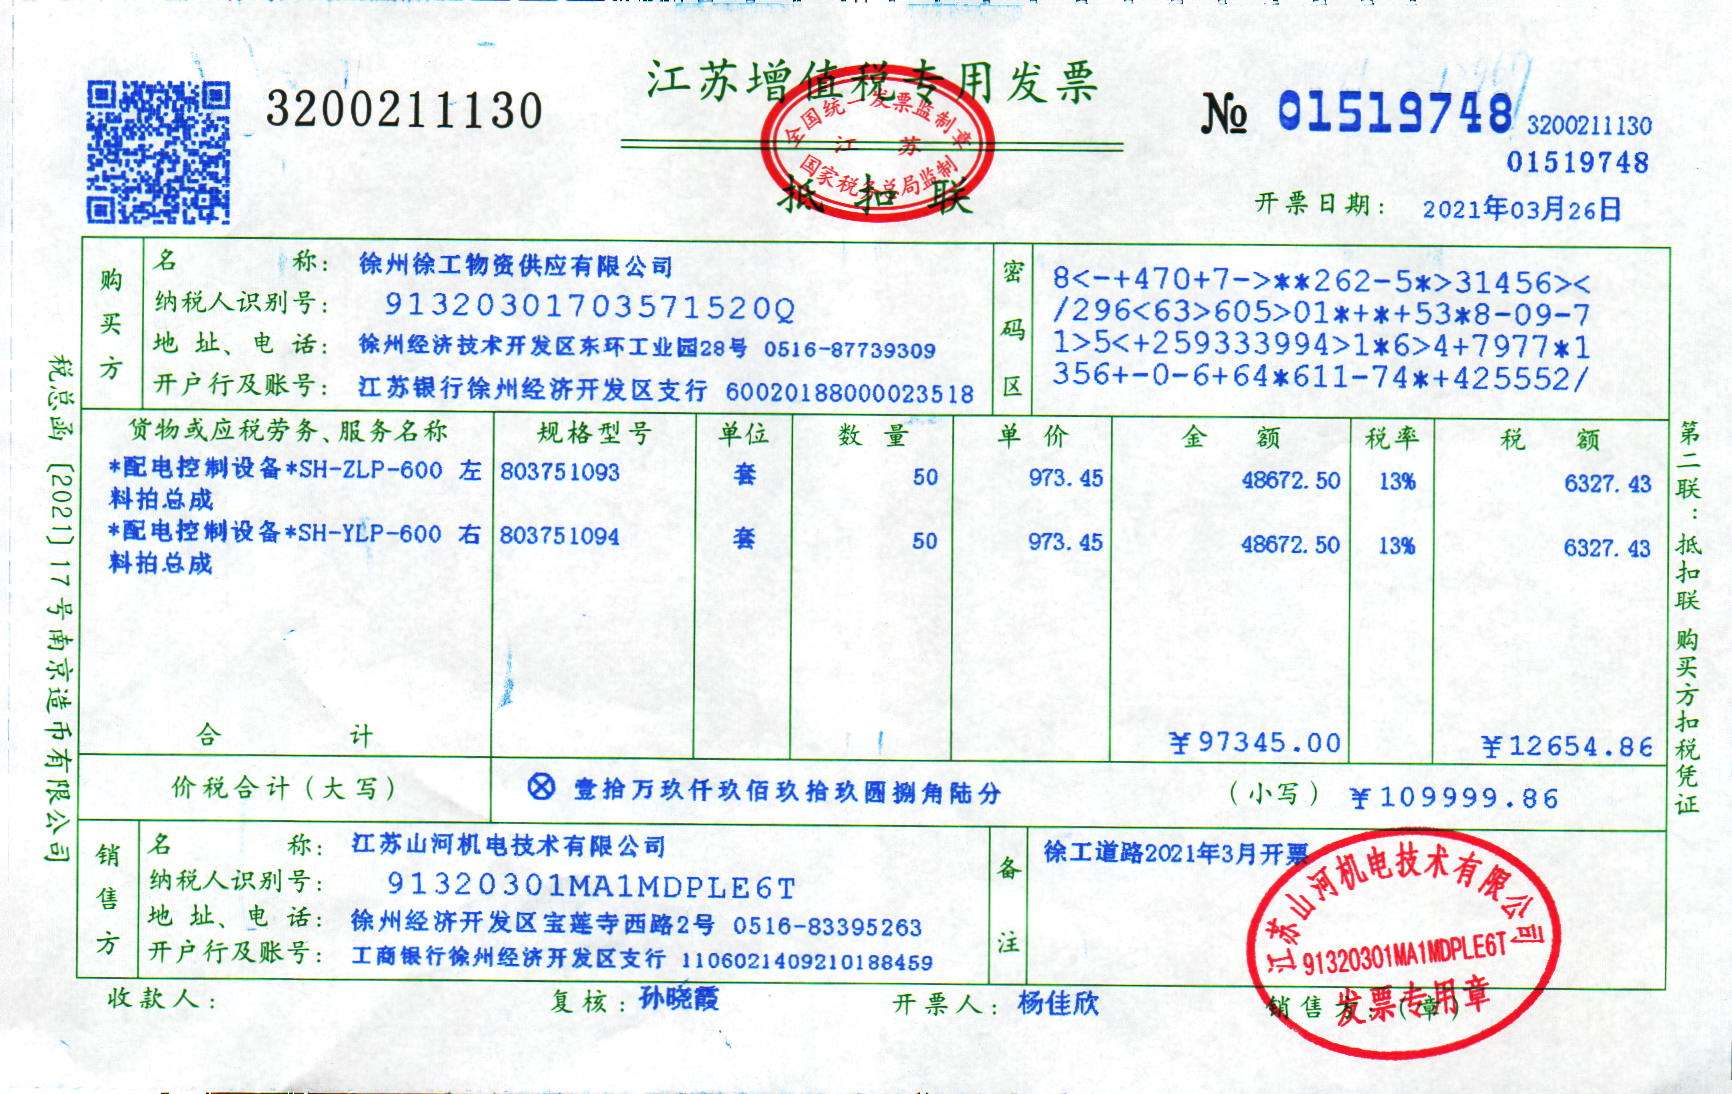 江苏增值税专用发票
3200211130
全国统一发票监制章
江 苏
国家税务总局监制
抵扣联
№ 01519748 3200211130
01519748
开票日期: 2021年03月26日
购买方
名 称: 徐州徐工物资供应有限公司
纳税人识别号: 91320301703571520Q
地 址、电 话: 徐州经济技术开发区东环工业园28号 0516-87739309
开户行及账号: 江苏银行徐州经济开发区支行 60020188000023518
密码区
8<-+470+7->**262-5*>31456><
/296<63>605>01*+*+53*8-09-7
1>5<+259333994>1*6>4+7977*1
356+-0-6+64*611-74*+425552/
货物或应税劳务、服务名称 规格型号 单位 数 量 单 价 金 额 税率 税 额
*配电控制设备*SH-ZLP-600 左 803751093 套 50 973.45 48672.50 13% 6327.43
料拍总成
*配电控制设备*SH-YLP-600 右 803751094 套 50 973.45 48672.50 13% 6327.43
料拍总成
合 计 ¥97345.00 ¥12654.86
价税合计(大写) ⊗ 壹拾万玖仟玖佰玖拾玖圆捌角陆分 (小写) ¥109999.86
销售方
名 称: 江苏山河机电技术有限公司
纳税人识别号: 91320301MA1MDPLE6T
地 址、电 话: 徐州经济开发区宝莲寺西路2号 0516-83395263
开户行及账号: 工商银行徐州经济开发区支行 1106021409210188459
备注
徐工道路2021年3月开票
江苏山河机电技术有限公司
91320301MA1MDPLE6T
发票专用章
收款人: 复核: 孙晓霞 开票人: 杨佳欣 销售方:(章)
税总函〔2021〕17号南京造币有限公司
第二联:抵扣联 购买方扣税凭证